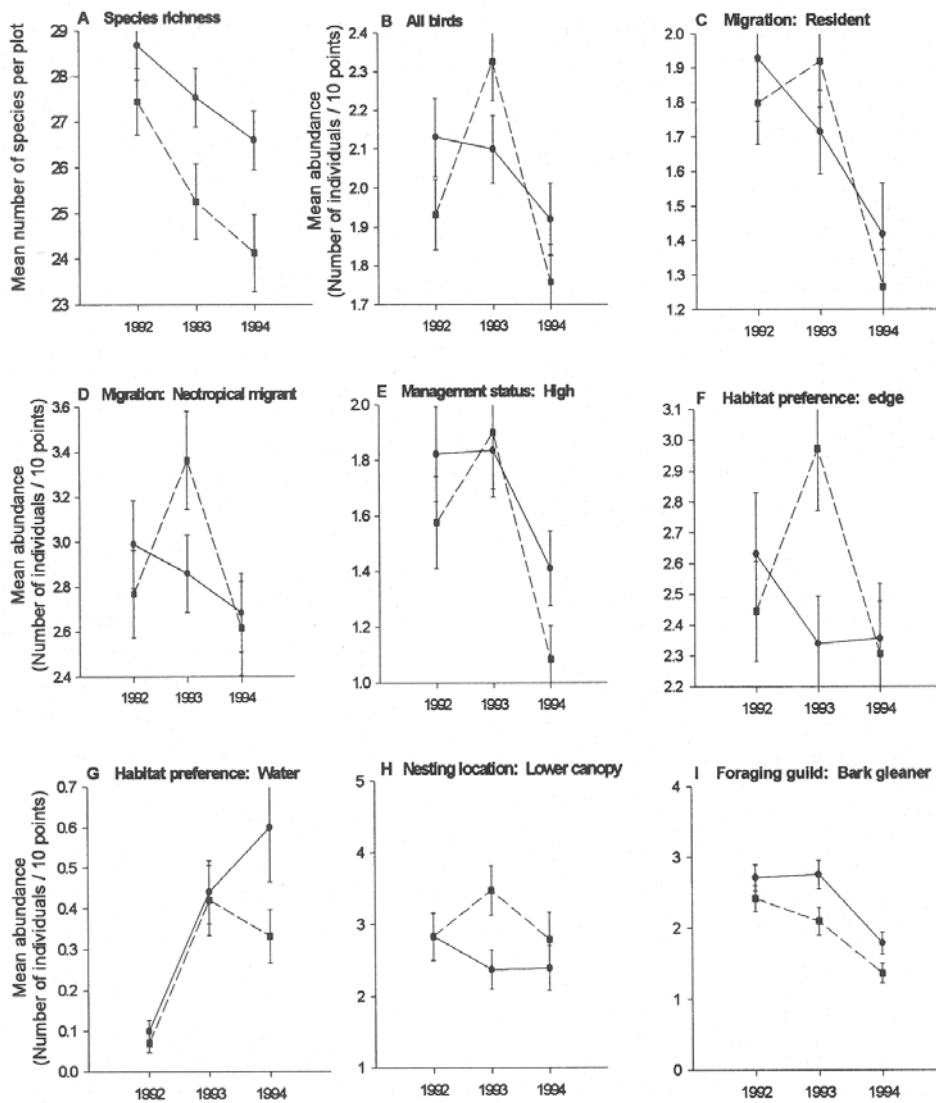 A Species richness
Mean number of species per plot
29
28
27
26
25
24
23
1992 1993 1994
B All birds
Mean abundance
(Number of individuals / 10 points)
2.4
2.3
2.2
2.1
2.0
1.9
1.8
1.7
1992 1993 1994
C Migration: Resident
2.0
1.9
1.8
1.7
1.6
1.5
1.4
1.3
1.2
1992 1993 1994
D Migration: Neotropical migrant
Mean abundance
(Number of individuals / 10 points)
3.6
3.4
3.2
3.0
2.8
2.6
2.4
1992 1993 1994
E Management status: High
2.0
1.8
1.6
1.4
1.2
1.0
1992 1993 1994
F Habitat preference: edge
3.1
3.0
2.9
2.8
2.7
2.6
2.5
2.4
2.3
2.2
1992 1993 1994
G Habitat preference: Water
Mean abundance
(Number of individuals / 10 points)
0.7
0.6
0.5
0.4
0.3
0.2
0.1
0.0
1992 1993 1994
H Nesting location: Lower canopy
5
4
3
2
1
1992 1993 1994
I Foraging guild: Bark gleaner
4
3
2
1
0
1992 1993 1994